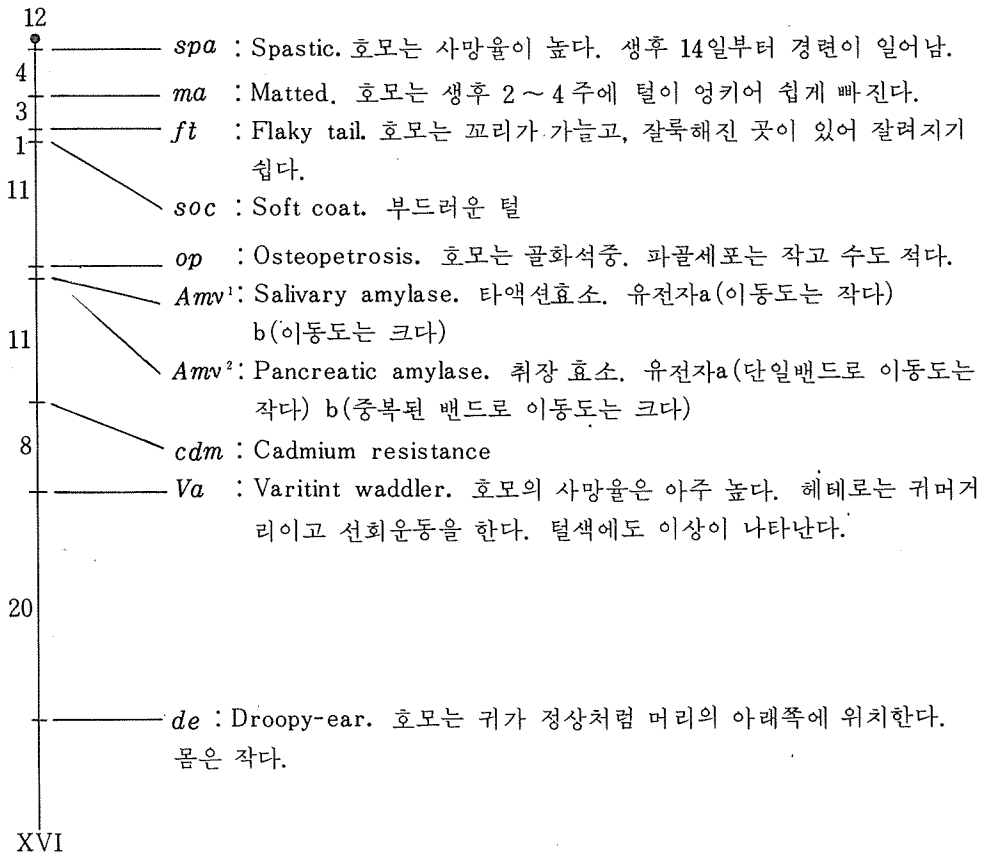 12
spa : Spastic. 호모는 사망율이 높다. 생후 14일부터 경련이 일어남.
4
ma : Matted. 호모는 생후 2 ~ 4 주에 털이 엉키어 쉽게 빠진다.
3
ft : Flaky tail. 호모는 꼬리가 가늘고, 잘룩해진 곳이 있어 잘려지기
쉽다.
1
11
soc : Soft coat. 부드러운 털
op : Osteopetrosis. 호모는 골화석중. 파골세포는 작고 수도 적다.
Amv¹: Salivary amylase. 타액션효소. 유전자a (이동도는 작다)
b (이동도는 크다)
11
Amv²: Pancreatic amylase. 취장 효소. 유전자a (단일밴드로 이동도는
작다) b (중복된 밴드로 이동도는 크다)
8
cdm : Cadmium resistance
Va : Varitint waddler. 호모의 사망율은 아주 높다. 헤테로는 귀머거
리이고 선회운동을 한다. 털색에도 이상이 나타난다.
20
de : Droopy-ear. 호모는 귀가 정상처럼 머리의 아래쪽에 위치한다.
몸은 작다.
XVI